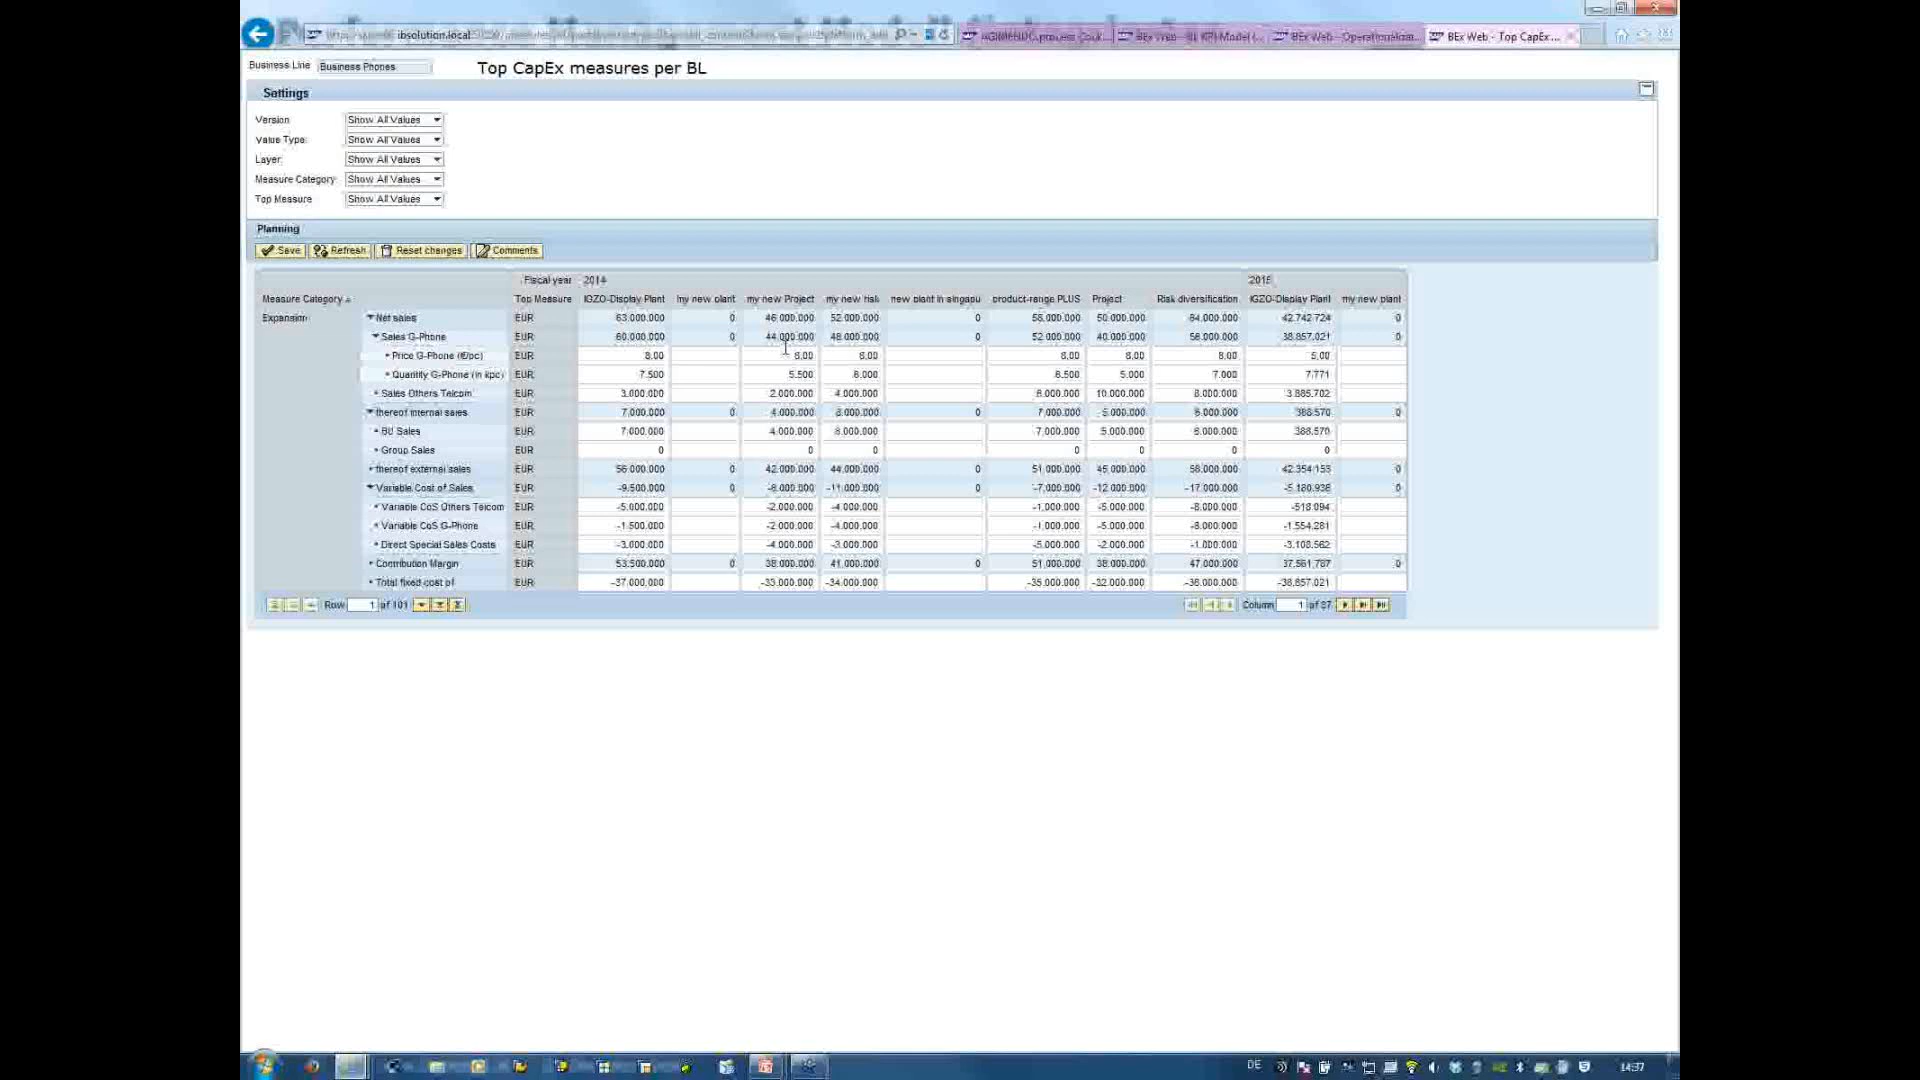 ibsolution.local
BEx Web - BL KPI Model (...
BEx Web - Operationalizat...
BEx Web - Top CapEx...
Business Line Business Phones Top CapEx measures per BL
Settings
Version Show All Values
Value Type: Show All Values
Layer: Show All Values
Measure Category: Show All Values
Top Measure Show All Values
Planning
Save Refresh Reset changes Comments
Fiscal year 2014 2015
Measure Category Top Measure IGZO-Display Plant my new plant my new Project my new risk new plant in singapu product-range PLUS Project Risk diversification IGZO-Display Plant my new plant
Expansion Net sales EUR 63.000.000 0 46.000.000 52.000.000 0 58.000.000 50.000.000 64.000.000 42.742.724 0
Sales G-Phone EUR 60.000.000 0 44.000.000 48.000.000 0 52.000.000 40.000.000 56.000.000 38.857.021 0
Price G-Phone (€/pc) EUR 8,00 8,00 8,00 8,00 8,00 5,00
Quantity G-Phone (in kpc) EUR 7.500 5.500 6.500 5.000 7.000 7.771
Sales Others Telcom EUR 3.000.000 2.000.000 4.000.000 6.000.000 10.000.000 8.000.000 3.885.702
thereof internal sales EUR 7.000.000 0 4.000.000 8.000.000 0 7.000.000 5.000.000 6.000.000 388.570 0
BU Sales EUR 7.000.000 4.000.000 8.000.000 7.000.000 5.000.000 6.000.000 388.570
Group Sales EUR 0 0 0 0 0 0 0
thereof external sales EUR 56.000.000 0 42.000.000 44.000.000 0 51.000.000 45.000.000 58.000.000 42.354.153 0
Variable Cost of Sales EUR -9.500.000 0 -8.000.000 -11.000.000 0 -7.000.000 -12.000.000 -17.000.000 -5.180.938 0
Variable CoS Others Telcom EUR -5.000.000 -2.000.000 -4.000.000 -1.000.000 -5.000.000 -8.000.000 -518.094
Variable CoS G-Phone EUR -1.500.000 -2.000.000 -4.000.000 -1.000.000 -5.000.000 -8.000.000 -1.554.281
Direct Special Sales Costs EUR -3.000.000 -4.000.000 -3.000.000 -5.000.000 -2.000.000 -1.000.000 -3.108.562
Contribution Margin EUR 53.500.000 0 38.000.000 41.000.000 0 51.000.000 38.000.000 47.000.000 37.561.787 0
Total fixed cost of EUR -37.000.000 -33.000.000 -34.000.000 -35.000.000 -32.000.000 -36.000.000 -38.857.021
Row 1 of 101 Column 1 of 37
DE 14:37